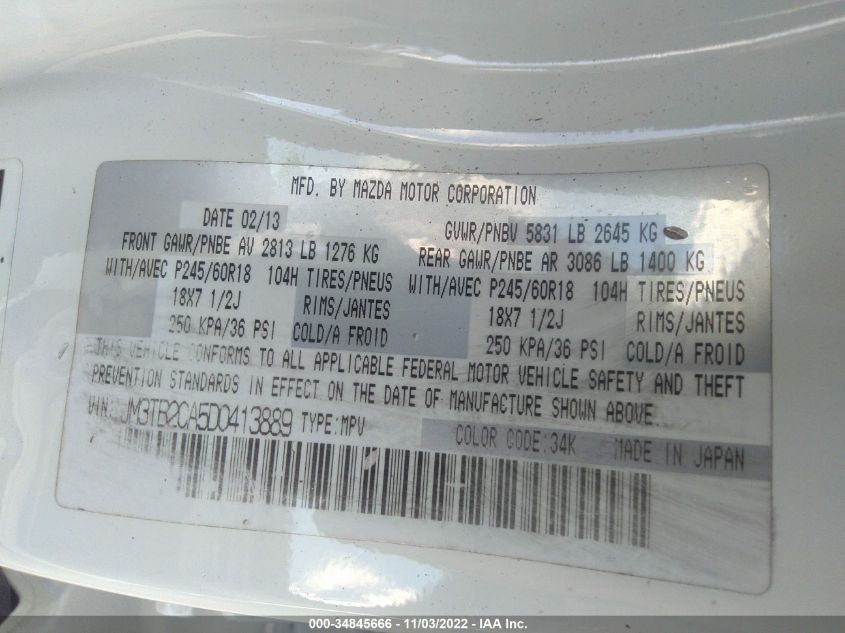 MFD. BY MAZDA MOTOR CORPORATION
DATE 02/13 GVWR/PNBV 5831 LB 2645 KG
FRONT GAWR/PNBE AV 2813 LB 1276 KG REAR GAWR/PNBE AR 3086 LB 1400 KG
WITH/AVEC P245/60R18 104H TIRES/PNEUS WITH/AVEC P245/60R18 104H TIRES/PNEUS
18X7 1/2J RIMS/JANTES 18X7 1/2J RIMS/JANTES
250 KPA/36 PSI COLD/A FROID 250 KPA/36 PSI COLD/A FROID
THIS VEHICLE CONFORMS TO ALL APPLICABLE FEDERAL MOTOR VEHICLE SAFETY AND THEFT
PREVENTION STANDARDS IN EFFECT ON THE DATE OF MANUFACTURE SHOWN ABOVE.
VIN: JM3TB2CA5D0413889 TYPE:MPV COLOR CODE:34K MADE IN JAPAN
000-34845666 - 11/03/2022 - IAA Inc.